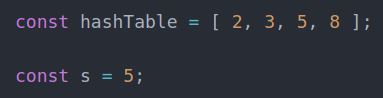 const hashTable = [ 2, 3, 5, 8 ];
const s = 5;